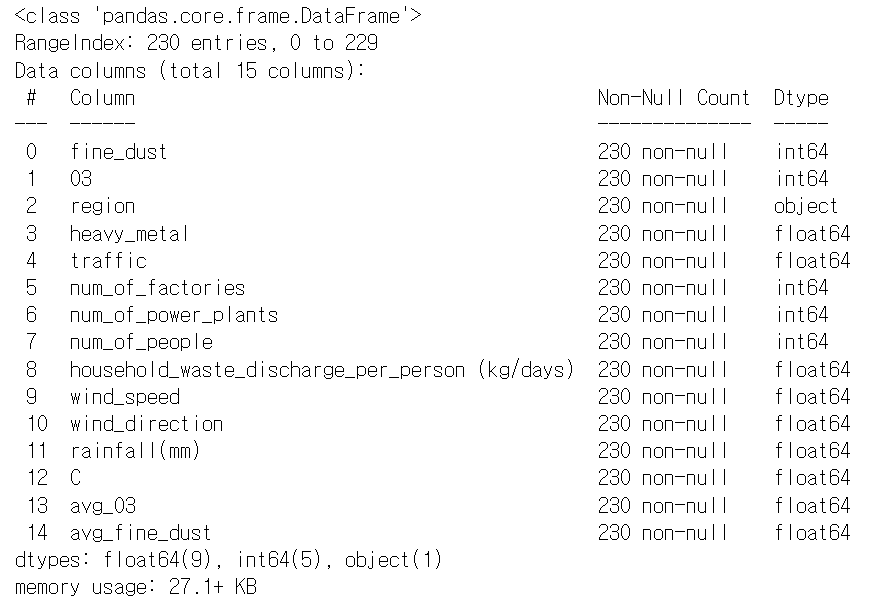 <class 'pandas.core.frame.DataFrame'>
RangeIndex: 230 entries, 0 to 229
Data columns (total 15 columns):
 #   Column                                          Non-Null Count  Dtype
---  ------                                          --------------  -----
 0   fine_dust                                       230 non-null    int64
 1   O3                                              230 non-null    int64
 2   region                                          230 non-null    object
 3   heavy_metal                                     230 non-null    float64
 4   traffic                                         230 non-null    float64
 5   num_of_factories                                230 non-null    int64
 6   num_of_power_plants                             230 non-null    int64
 7   num_of_people                                   230 non-null    int64
 8   household_waste_discharge_per_person (kg/days)  230 non-null    float64
 9   wind_speed                                      230 non-null    float64
 10  wind_direction                                  230 non-null    float64
 11  rainfall(mm)                                    230 non-null    float64
 12  C                                               230 non-null    float64
 13  avg_O3                                          230 non-null    float64
 14  avg_fine_dust                                   230 non-null    float64
dtypes: float64(9), int64(5), object(1)
memory usage: 27.1+ KB